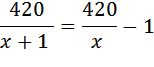 420/(x + 1) = 420/x − 1